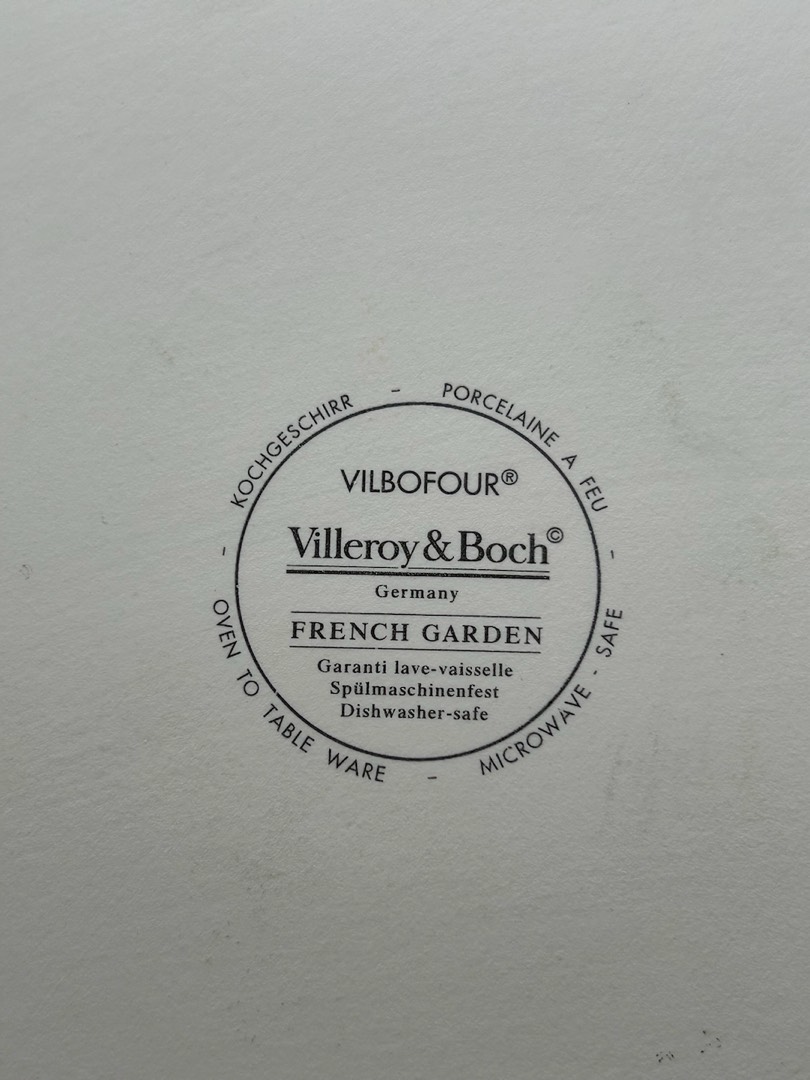 KOCHGESCHIRR - PORCELAINE A FEU -
VILBOFOUR®
Villeroy & Boch©
Germany
FRENCH GARDEN
Garanti lave-vaisselle
Spülmaschinenfest
Dishwasher-safe
- OVEN TO TABLE WARE - MICROWAVE - SAFE